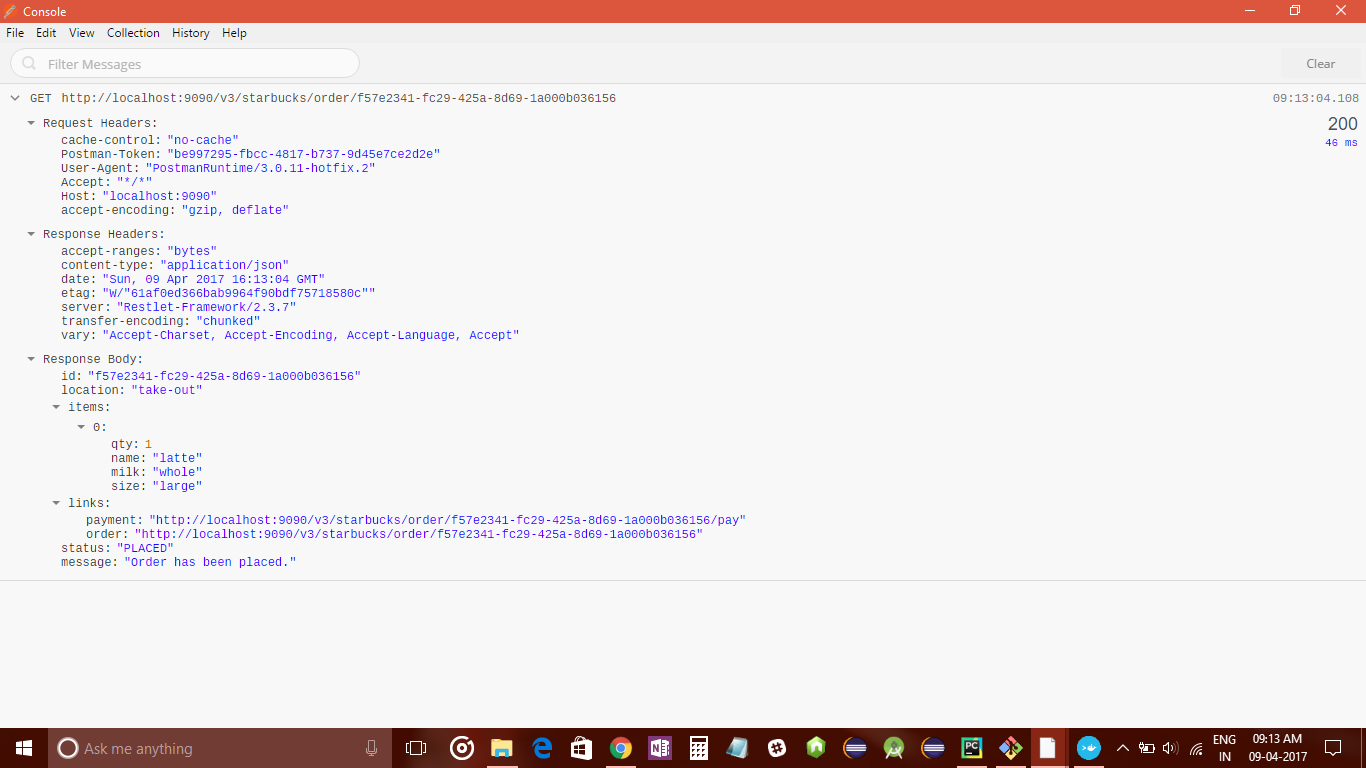 Console
File Edit View Collection History Help
Filter Messages
Clear
GET http://localhost:9090/v3/starbucks/order/f57e2341-fc29-425a-8d69-1a000b036156 09:13:04.108
200
46 ms
Request Headers:
cache-control: "no-cache"
Postman-Token: "be997295-fbcc-4817-b737-9d45e7ce2d2e"
User-Agent: "PostmanRuntime/3.0.11-hotfix.2"
Accept: "*/*"
Host: "localhost:9090"
accept-encoding: "gzip, deflate"
Response Headers:
accept-ranges: "bytes"
content-type: "application/json"
date: "Sun, 09 Apr 2017 16:13:04 GMT"
etag: "W/"61af0ed366bab9964f90bdf75718580c""
server: "Restlet-Framework/2.3.7"
transfer-encoding: "chunked"
vary: "Accept-Charset, Accept-Encoding, Accept-Language, Accept"
Response Body:
id: "f57e2341-fc29-425a-8d69-1a000b036156"
location: "take-out"
items:
0:
qty: 1
name: "latte"
milk: "whole"
size: "large"
links:
payment: "http://localhost:9090/v3/starbucks/order/f57e2341-fc29-425a-8d69-1a000b036156/pay"
order: "http://localhost:9090/v3/starbucks/order/f57e2341-fc29-425a-8d69-1a000b036156"
status: "PLACED"
message: "Order has been placed."
Ask me anything
N
PC
ENG
IN
09:13 AM
09-04-2017